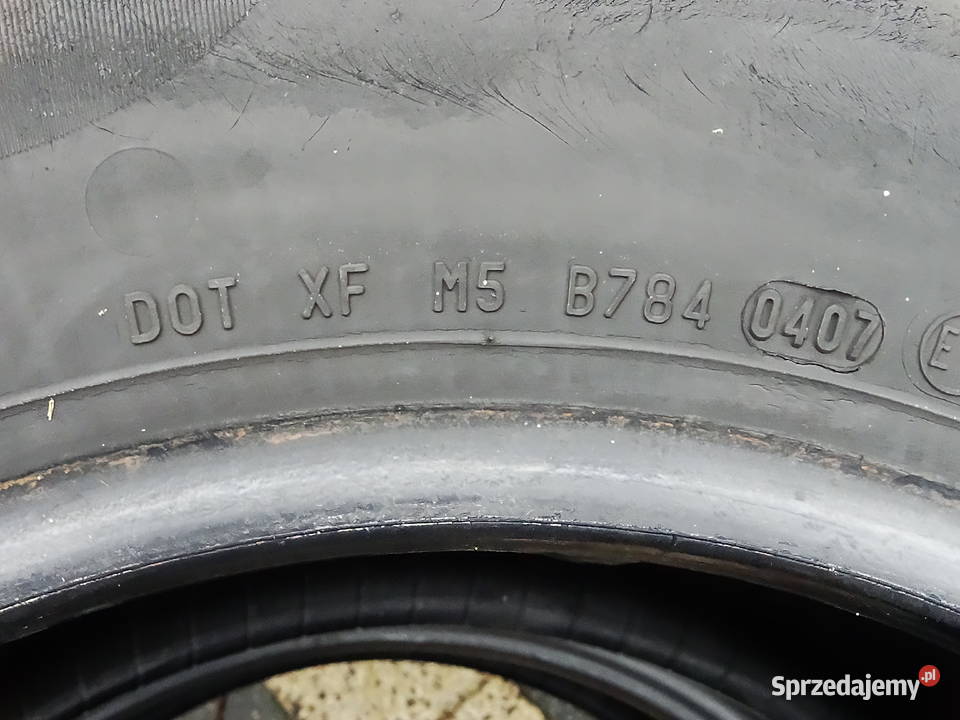 DOT XF M5 B784 0407 E
Sprzedajemy.pl